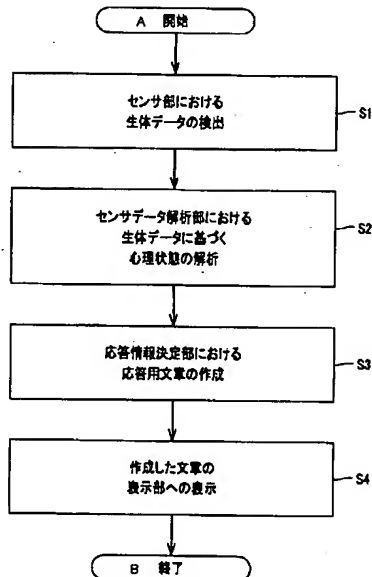 A 開始
センサ部における
生体データの検出
S1
センサデータ解析部における
生体データに基づく
心理状態の解析
S2
応答情報決定部における
応答用文章の作成
S3
作成した文章の
表示部への表示
S4
B 終了